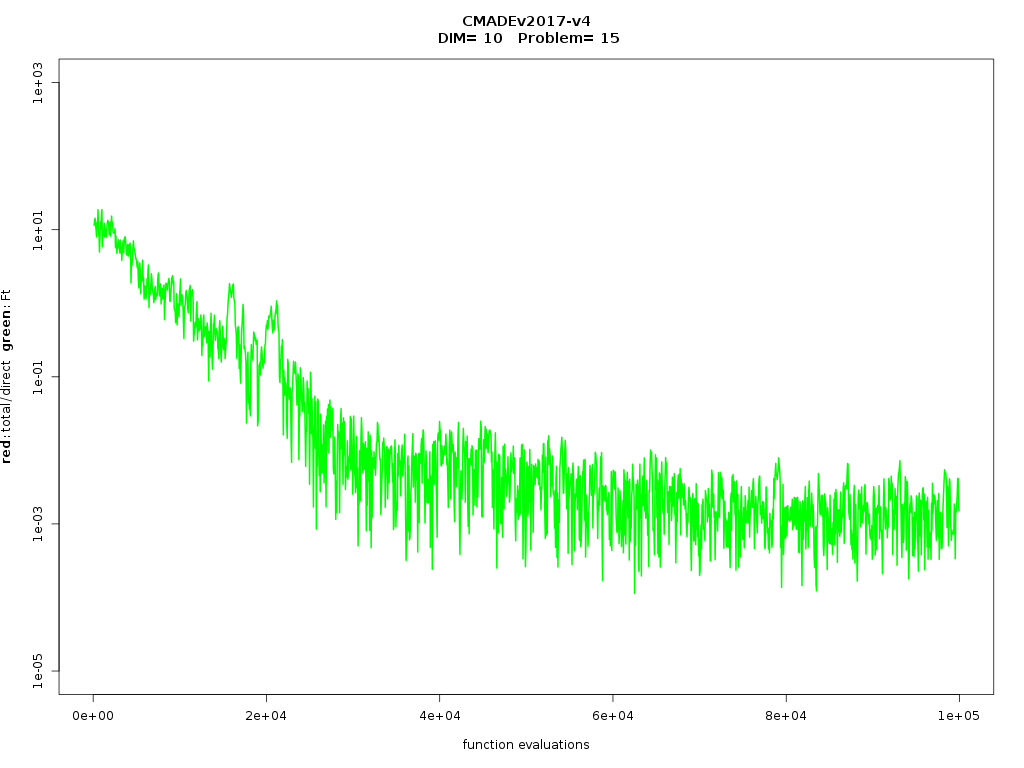 CMADEv2017-v4
DIM= 10   Problem= 15
1e+03
1e+01
1e-01
1e-03
1e-05
red: total/direct  green: Ft
0e+00
2e+04
4e+04
6e+04
8e+04
1e+05
function evaluations